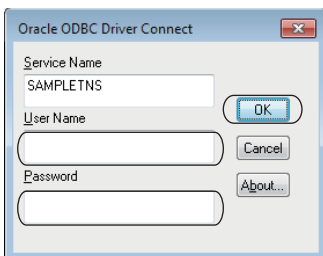 Oracle ODBC Driver Connect
Service Name
SAMPLETNS
OK
User Name
Cancel
Password
About...